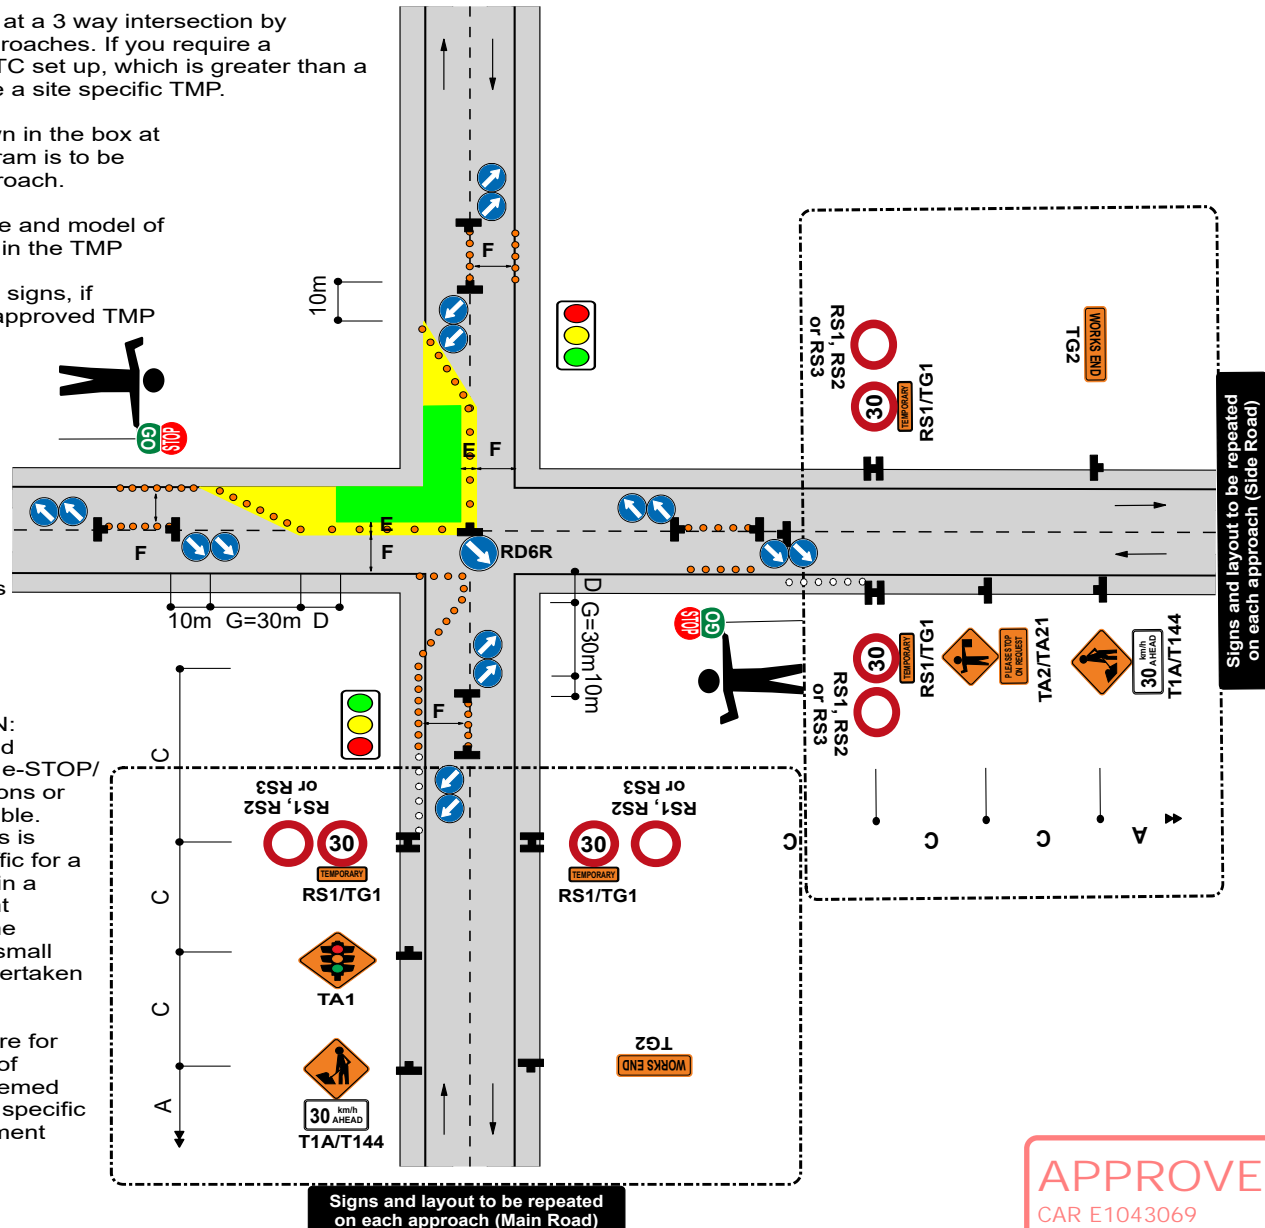 at a 3 way intersection by
roaches. If you require a
TC set up, which is greater than a
e a site specific TMP.
n in the box at
ram is to be
roach.
e and model of
in the TMP
signs, if
approved TMP
10m
F
STOP
GO
RS1, RS2
or RS3
30
TEMPORARY
RS1/TG1
WORKS END
TG2
Signs and layout to be repeated
on each approach (Side Road)
E
F
E
F
F
RD6R
s
10m G=30m D
D G=30m 10m
STOP
GO
30
TEMPORARY
RS1/TG1
RS1, RS2
or RS3
PLEASE STOP
ON REQUEST
TA2/TA21
30 km/h
AHEAD
T1A/T144
C
C
C
A
N:
d
e-STOP/
ons or
ble.
s is
fic for a
in a
nt
ne
small
ertaken
re for
of
emed
specific
ment
C
C
C
A
F
RS1, RS2
or RS3
30
TEMPORARY
RS1/TG1
RS1, RS2
or RS3
30
TEMPORARY
RS1/TG1
TA1
TG2
WORKS END
30 km/h
AHEAD
T1A/T144
Signs and layout to be repeated
on each approach (Main Road)
APPROVE
CAR E1043069